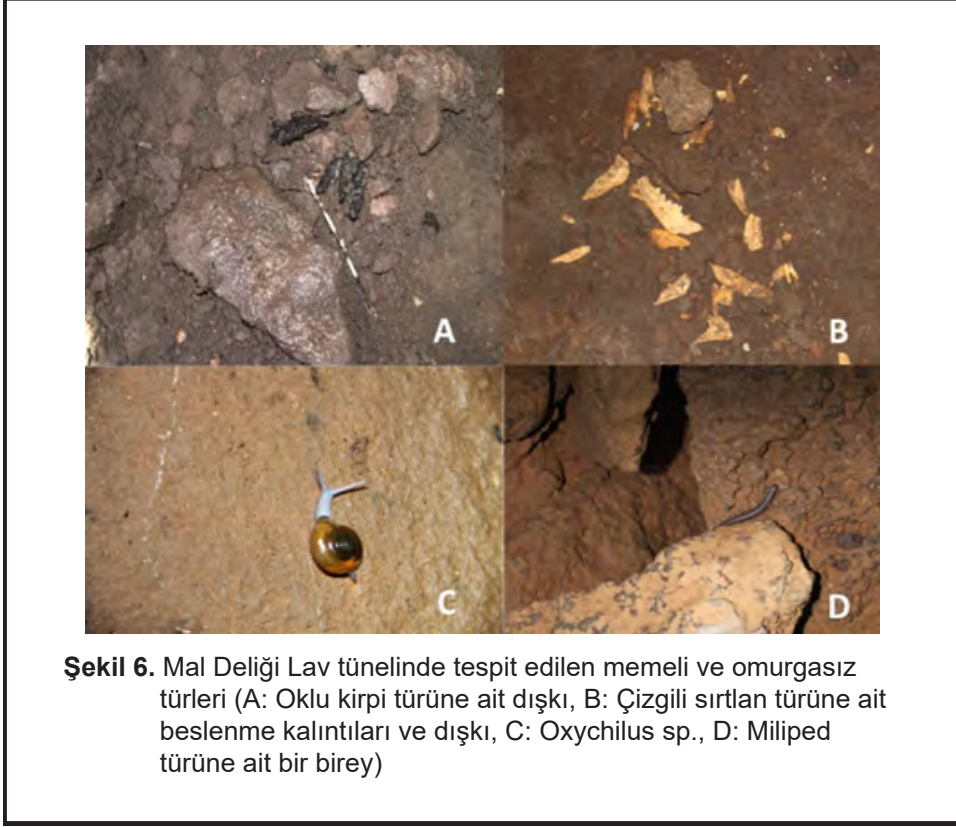 A
B
C
D
Şekil 6. Mal Deliği Lav tünelinde tespit edilen memeli ve omurgasız
türleri (A: Oklu kirpi türüne ait dışkı, B: Çizgili sırtlan türüne ait
beslenme kalıntıları ve dışkı, C: Oxychilus sp., D: Miliped
türüne ait bir birey)